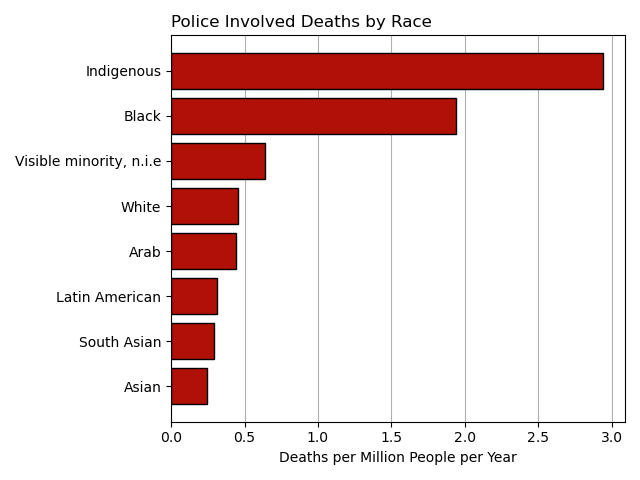 Police Involved Deaths by Race
Indigenous
Black
Visible minority, n.i.e
White
Arab
Latin American
South Asian
Asian
0.0 0.5 1.0 1.5 2.0 2.5 3.0
Deaths per Million People per Year